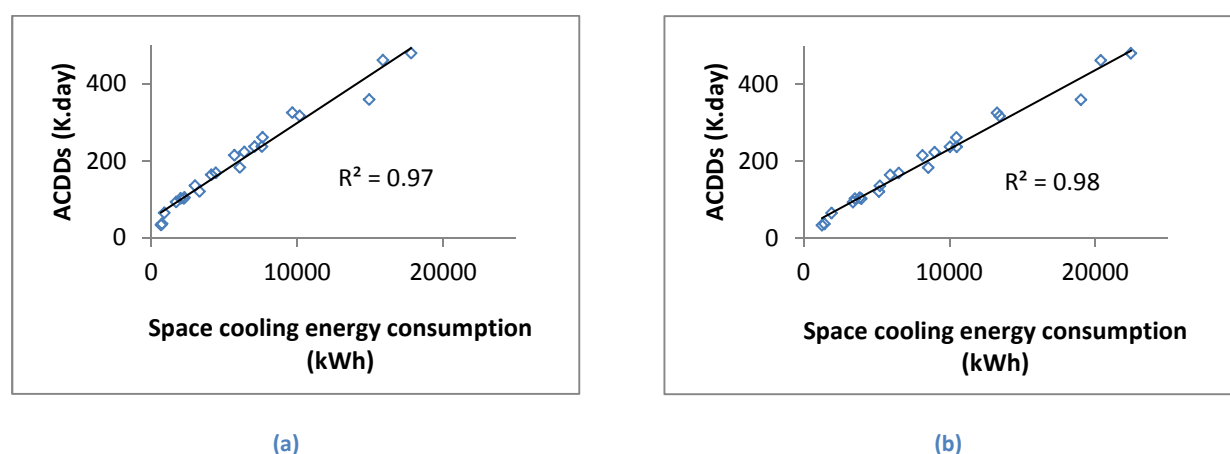 ACDDs (K.day)
400
200
0
R² = 0.97
0
10000
20000
Space cooling energy consumption
(kWh)
(a)
ACDDs (K.day)
400
200
0
R² = 0.98
0
10000
20000
Space cooling energy consumption
(kWh)
(b)